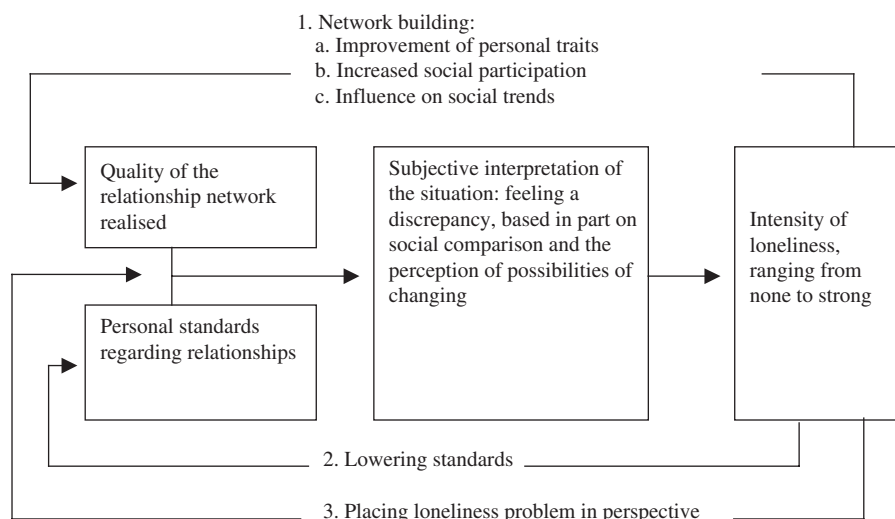 1. Network building:
a. Improvement of personal traits
b. Increased social participation
c. Influence on social trends
Quality of the
relationship network
realised
Subjective interpretation of
the situation: feeling a
discrepancy, based in part on
social comparison and the
perception of possibilities of
changing
Intensity of
loneliness,
ranging from
none to strong
Personal standards
regarding relationships
2. Lowering standards
3. Placing loneliness problem in perspective